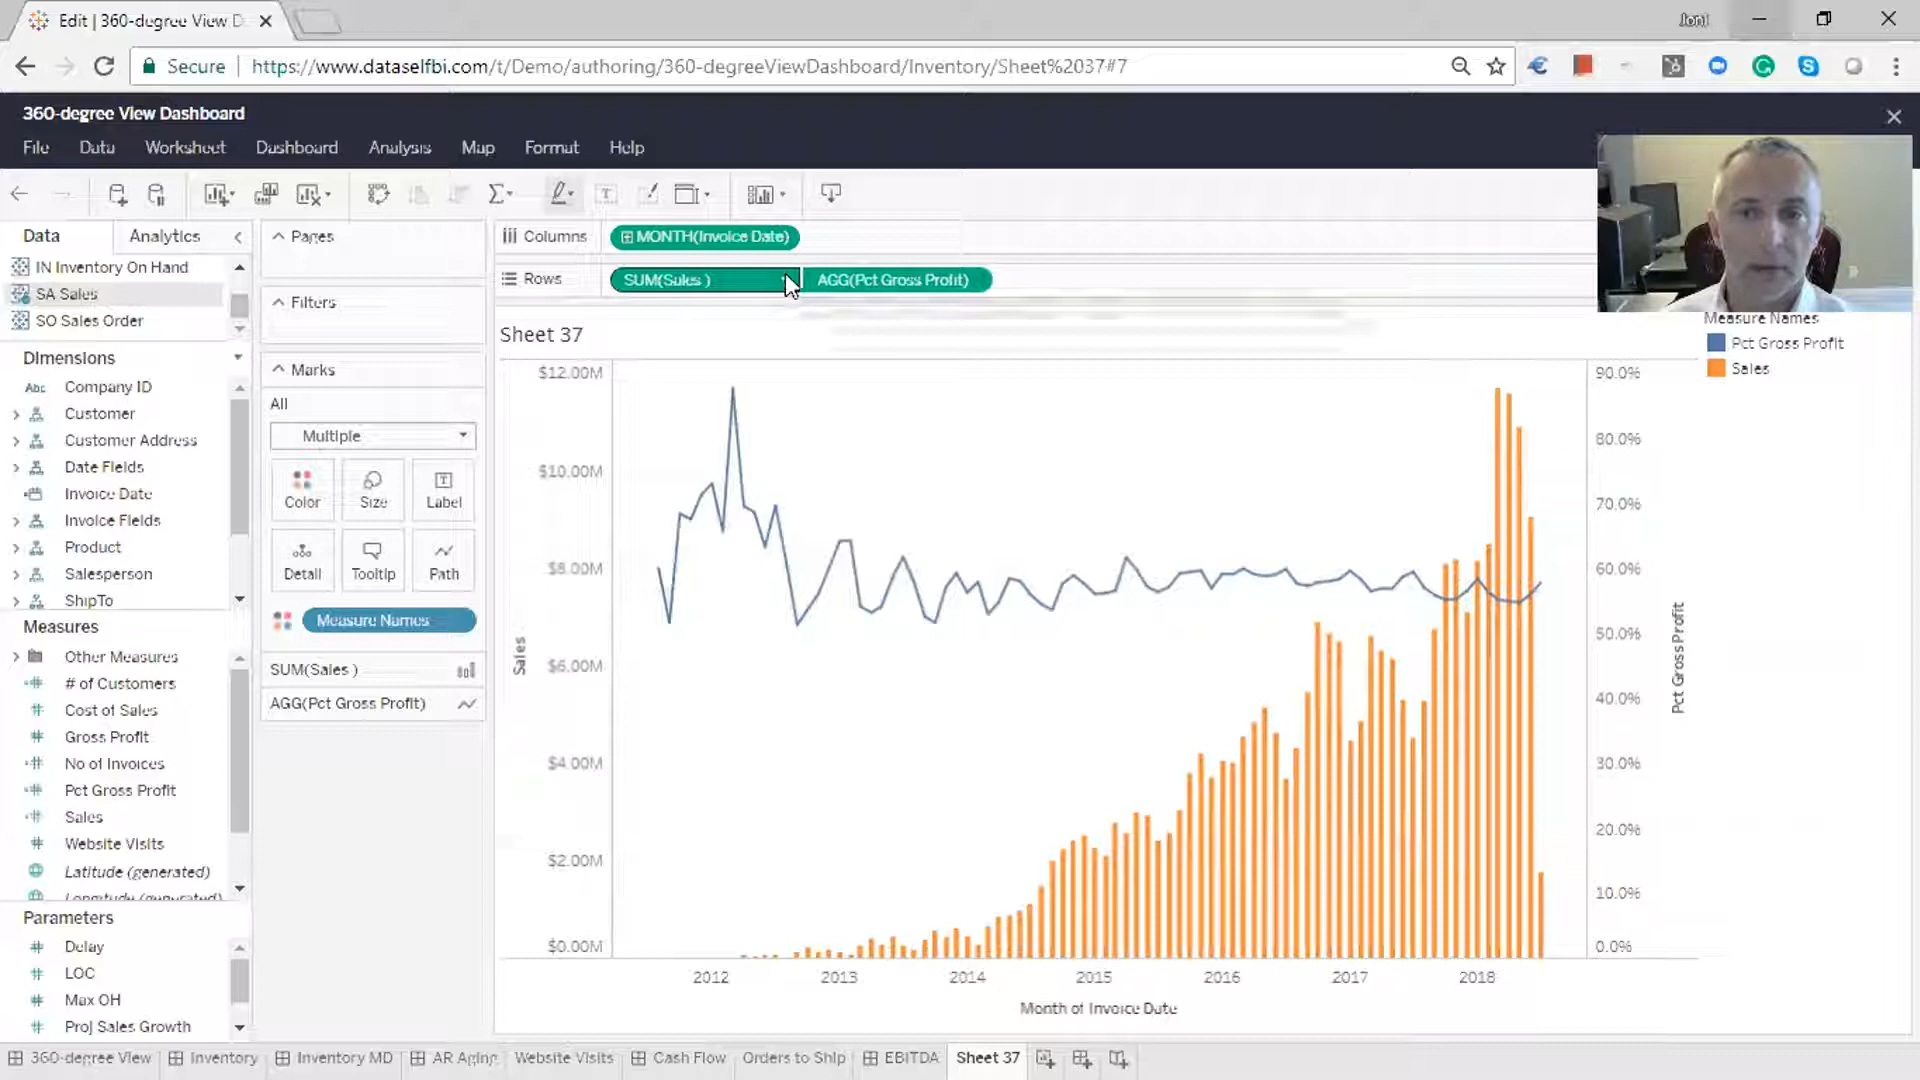 Edit | 360-degree View D
Joni
Secure
https://www.dataselfbi.com/t/Demo/authoring/360-degreeViewDashboard/Inventory/Sheet%2037#7
360-degree View Dashboard
File Data Worksheet Dashboard Analysis Map Format Help
Data Analytics
IN Inventory On Hand
SA Sales
SO Sales Order
Dimensions
Abc Company ID
Customer
Customer Address
Date Fields
Invoice Date
Invoice Fields
Product
Salesperson
ShipTo
Measures
Other Measures
# of Customers
Cost of Sales
Gross Profit
No of Invoices
Pct Gross Profit
Sales
Website Visits
Latitude (generated)
Longitude (generated)
Parameters
Delay
LOC
Max OH
Proj Sales Growth
Pages
Filters
Marks
All
Multiple
Color Size Label
Detail Tooltip Path
Measure Names
SUM(Sales )
AGG(Pct Gross Profit)
Columns MONTH(Invoice Date)
Rows SUM(Sales ) AGG(Pct Gross Profit)
Sheet 37
$12.00M
$10.00M
$8.00M
$6.00M
$4.00M
$2.00M
$0.00M
Sales
90.0%
80.0%
70.0%
60.0%
50.0%
40.0%
30.0%
20.0%
10.0%
0.0%
Pct Gross Profit
2012 2013 2014 2015 2016 2017 2018
Month of Invoice Date
Measure Names
Pct Gross Profit
Sales
360-degree View Inventory Inventory MD AR Aging Website Visits Cash Flow Orders to Ship EBITDA Sheet 37